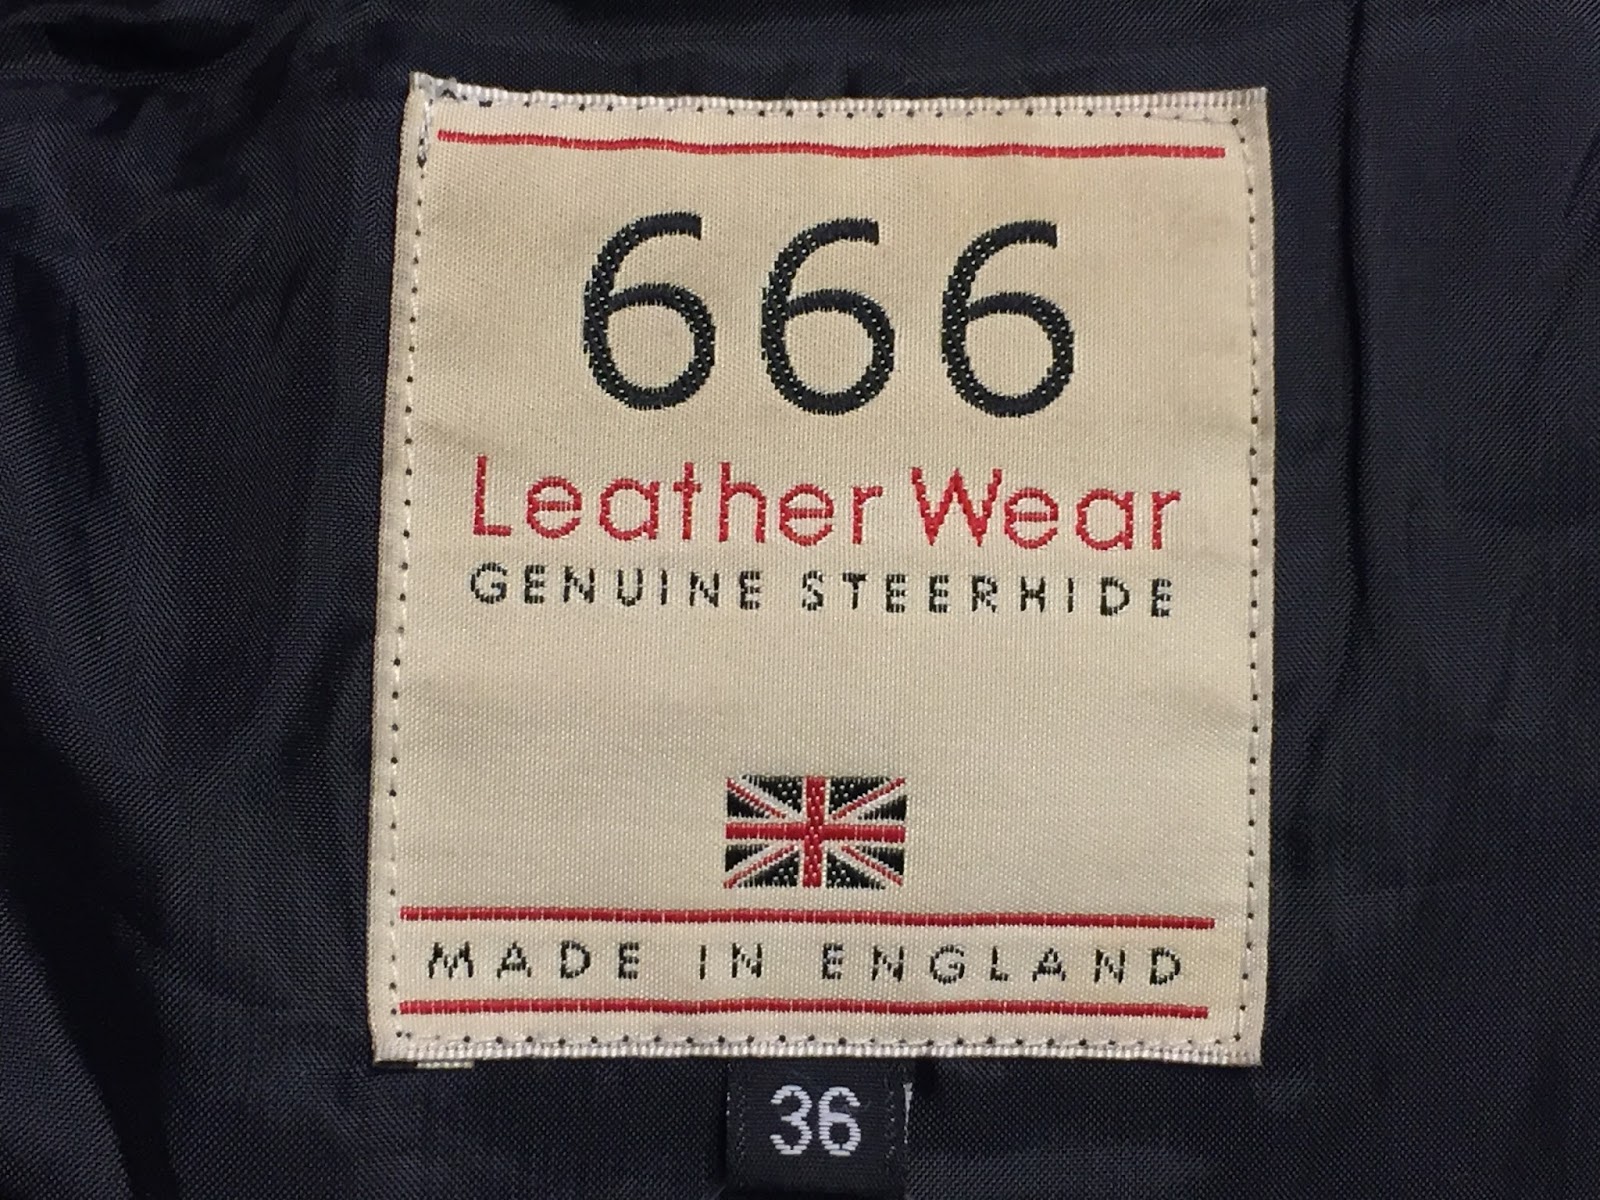 666
Leather Wear
GENUINE STEERHIDE
MADE IN ENGLAND
36